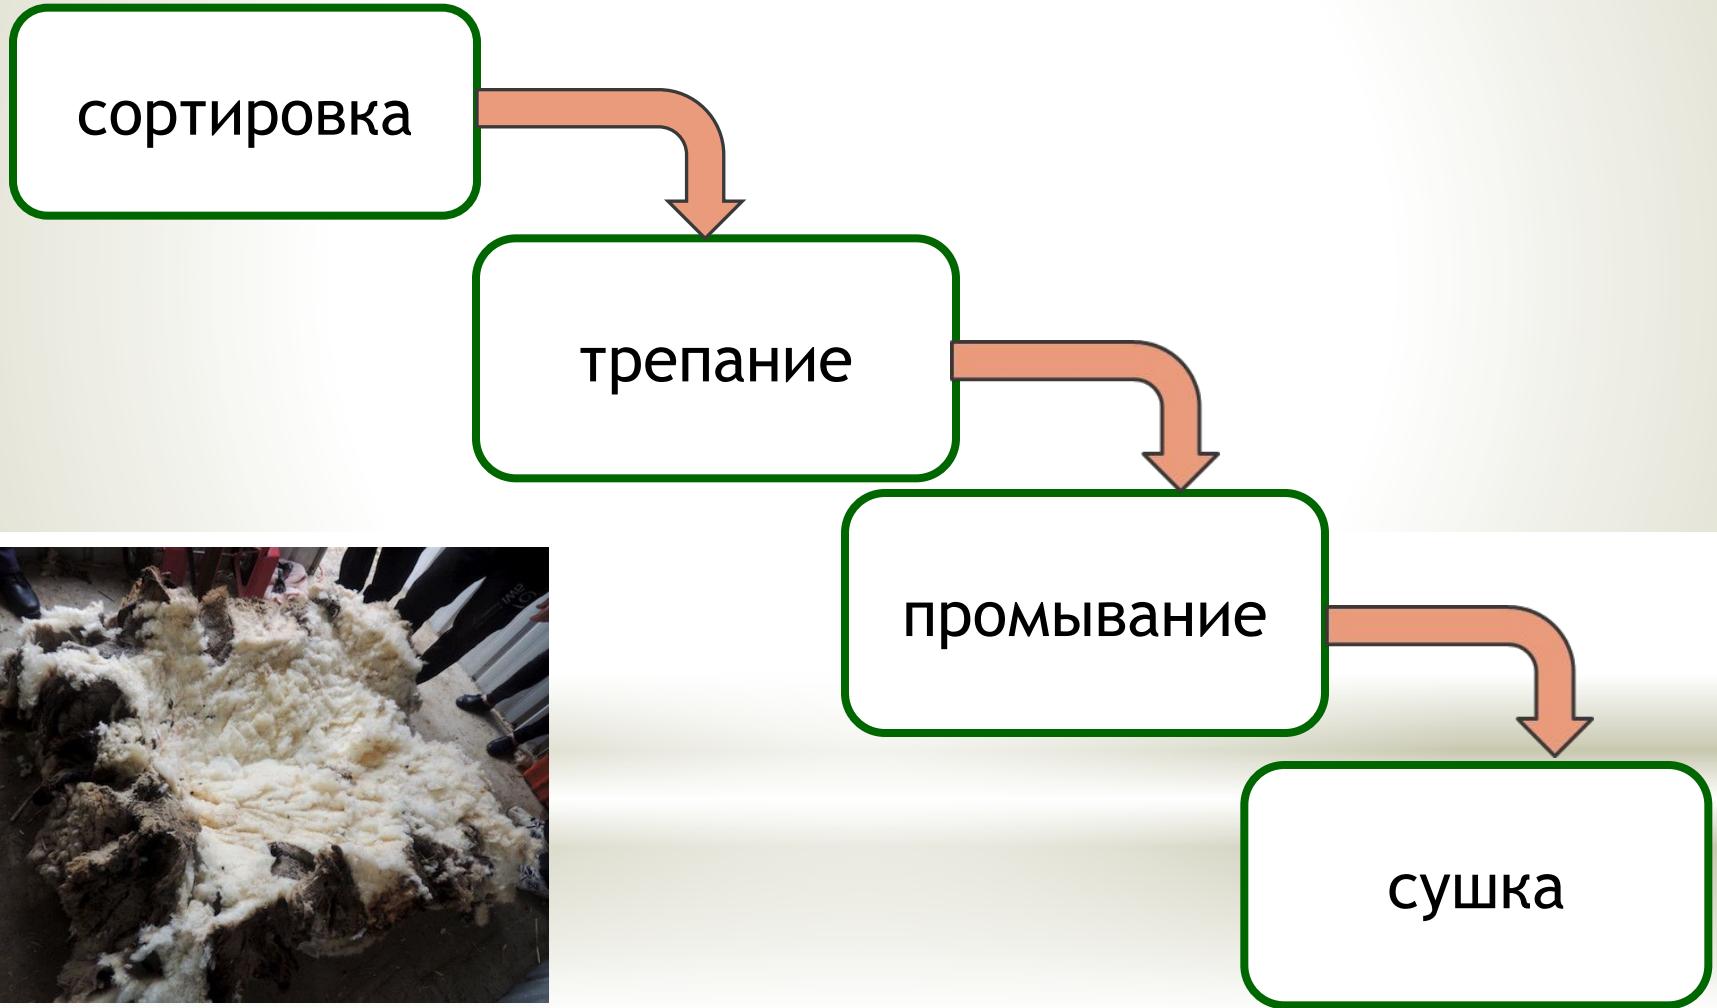 сортировка
трепание
промывание
сушка